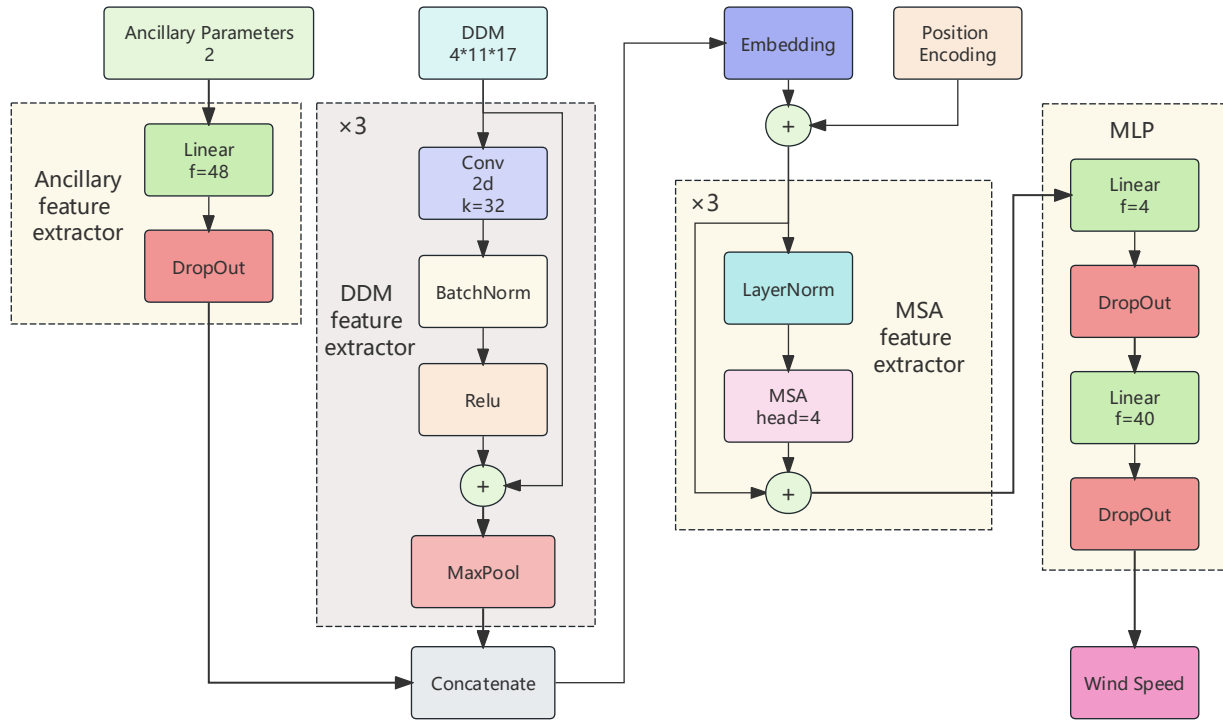 Ancillary Parameters
2
Linear
f=48
Ancillary
feature
extractor
DropOut
DDM
4*11*17
×3
Conv
2d
k=32
BatchNorm
DDM
feature
extractor
Relu
+
MaxPool
Concatenate
Embedding
Position
Encoding
+
×3
LayerNorm
MSA
feature
extractor
MSA
head=4
+
MLP
Linear
f=4
DropOut
Linear
f=40
DropOut
Wind Speed